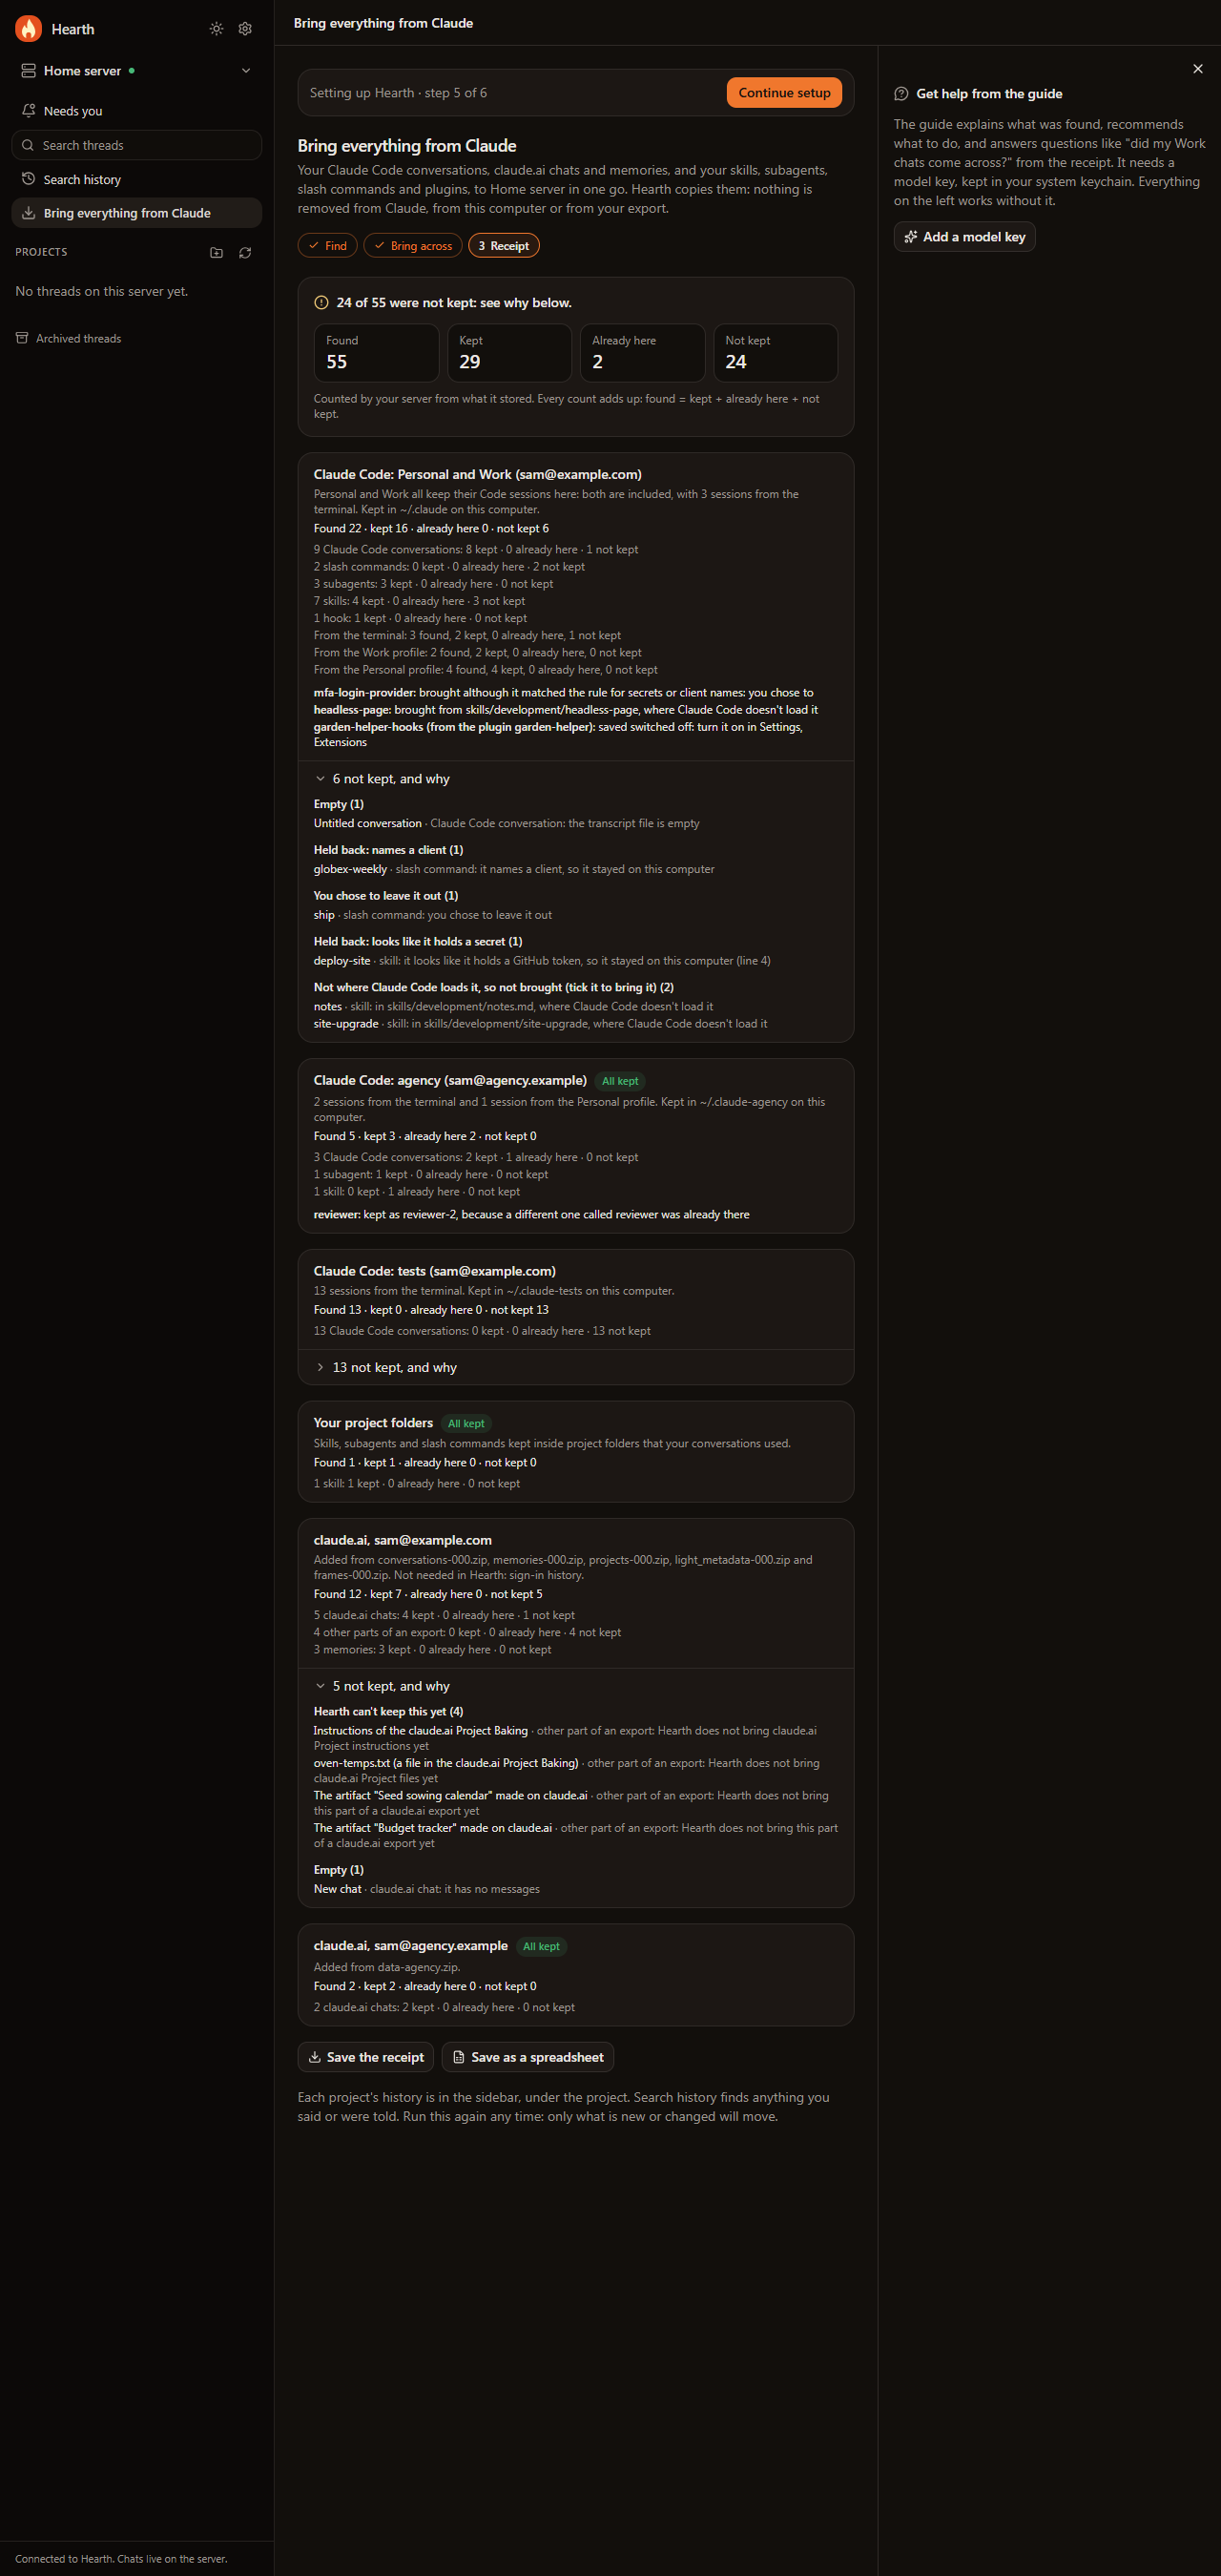 Hearth
Home server
Needs you
Search threads
Search history
Bring everything from Claude
PROJECTS
No threads on this server yet.
Archived threads
Connected to Hearth. Chats live on the server.
Bring everything from Claude
Setting up Hearth · step 5 of 6
Continue setup
Bring everything from Claude
Your Claude Code conversations, claude.ai chats and memories, and your skills, subagents,
slash commands and plugins, to Home server in one go. Hearth copies them: nothing is
removed from Claude, from this computer or from your export.
Find
Bring across
3 Receipt
24 of 55 were not kept: see why below.
Found
55
Kept
29
Already here
2
Not kept
24
Counted by your server from what it stored. Every count adds up: found = kept + already here + not
kept.
Claude Code: Personal and Work (sam@example.com)
Personal and Work all keep their Code sessions here: both are included, with 3 sessions from the
terminal. Kept in ~/.claude on this computer.
Found 22 · kept 16 · already here 0 · not kept 6
9 Claude Code conversations: 8 kept · 0 already here · 1 not kept
2 slash commands: 0 kept · 0 already here · 2 not kept
3 subagents: 3 kept · 0 already here · 0 not kept
7 skills: 4 kept · 0 already here · 3 not kept
1 hook: 1 kept · 0 already here · 0 not kept
From the terminal: 3 found, 2 kept, 0 already here, 1 not kept
From the Work profile: 2 found, 2 kept, 0 already here, 0 not kept
From the Personal profile: 4 found, 4 kept, 0 already here, 0 not kept
mfa-login-provider: brought although it matched the rule for secrets or client names: you chose to
headless-page: brought from skills/development/headless-page, where Claude Code doesn't load it
garden-helper-hooks (from the plugin garden-helper): saved switched off: turn it on in Settings,
Extensions
6 not kept, and why
Empty (1)
Untitled conversation · Claude Code conversation: the transcript file is empty
Held back: names a client (1)
globex-weekly · slash command: it names a client, so it stayed on this computer
You chose to leave it out (1)
ship · slash command: you chose to leave it out
Held back: looks like it holds a secret (1)
deploy-site · skill: it looks like it holds a GitHub token, so it stayed on this computer (line 4)
Not where Claude Code loads it, so not brought (tick it to bring it) (2)
notes · skill: in skills/development/notes.md, where Claude Code doesn't load it
site-upgrade · skill: in skills/development/site-upgrade, where Claude Code doesn't load it
Claude Code: agency (sam@agency.example)
All kept
2 sessions from the terminal and 1 session from the Personal profile. Kept in ~/.claude-agency on this
computer.
Found 5 · kept 3 · already here 2 · not kept 0
3 Claude Code conversations: 2 kept · 1 already here · 0 not kept
1 subagent: 1 kept · 0 already here · 0 not kept
1 skill: 0 kept · 1 already here · 0 not kept
reviewer: kept as reviewer-2, because a different one called reviewer was already there
Claude Code: tests (sam@example.com)
13 sessions from the terminal. Kept in ~/.claude-tests on this computer.
Found 13 · kept 0 · already here 0 · not kept 13
13 Claude Code conversations: 0 kept · 0 already here · 13 not kept
13 not kept, and why
Your project folders
All kept
Skills, subagents and slash commands kept inside project folders that your conversations used.
Found 1 · kept 1 · already here 0 · not kept 0
1 skill: 1 kept · 0 already here · 0 not kept
claude.ai, sam@example.com
Added from conversations-000.zip, memories-000.zip, projects-000.zip, light_metadata-000.zip and
frames-000.zip. Not needed in Hearth: sign-in history.
Found 12 · kept 7 · already here 0 · not kept 5
5 claude.ai chats: 4 kept · 0 already here · 1 not kept
4 other parts of an export: 0 kept · 0 already here · 4 not kept
3 memories: 3 kept · 0 already here · 0 not kept
5 not kept, and why
Hearth can't keep this yet (4)
Instructions of the claude.ai Project Baking · other part of an export: Hearth does not bring claude.ai
Project instructions yet
oven-temps.txt (a file in the claude.ai Project Baking) · other part of an export: Hearth does not bring
claude.ai Project files yet
The artifact "Seed sowing calendar" made on claude.ai · other part of an export: Hearth does not bring
this part of a claude.ai export yet
The artifact "Budget tracker" made on claude.ai · other part of an export: Hearth does not bring this part
of a claude.ai export yet
Empty (1)
New chat · claude.ai chat: it has no messages
claude.ai, sam@agency.example
All kept
Added from data-agency.zip.
Found 2 · kept 2 · already here 0 · not kept 0
2 claude.ai chats: 2 kept · 0 already here · 0 not kept
Save the receipt
Save as a spreadsheet
Each project's history is in the sidebar, under the project. Search history finds anything you
said or were told. Run this again any time: only what is new or changed will move.
Get help from the guide
The guide explains what was found, recommends
what to do, and answers questions like "did my Work
chats come across?" from the receipt. It needs a
model key, kept in your system keychain. Everything
on the left works without it.
Add a model key